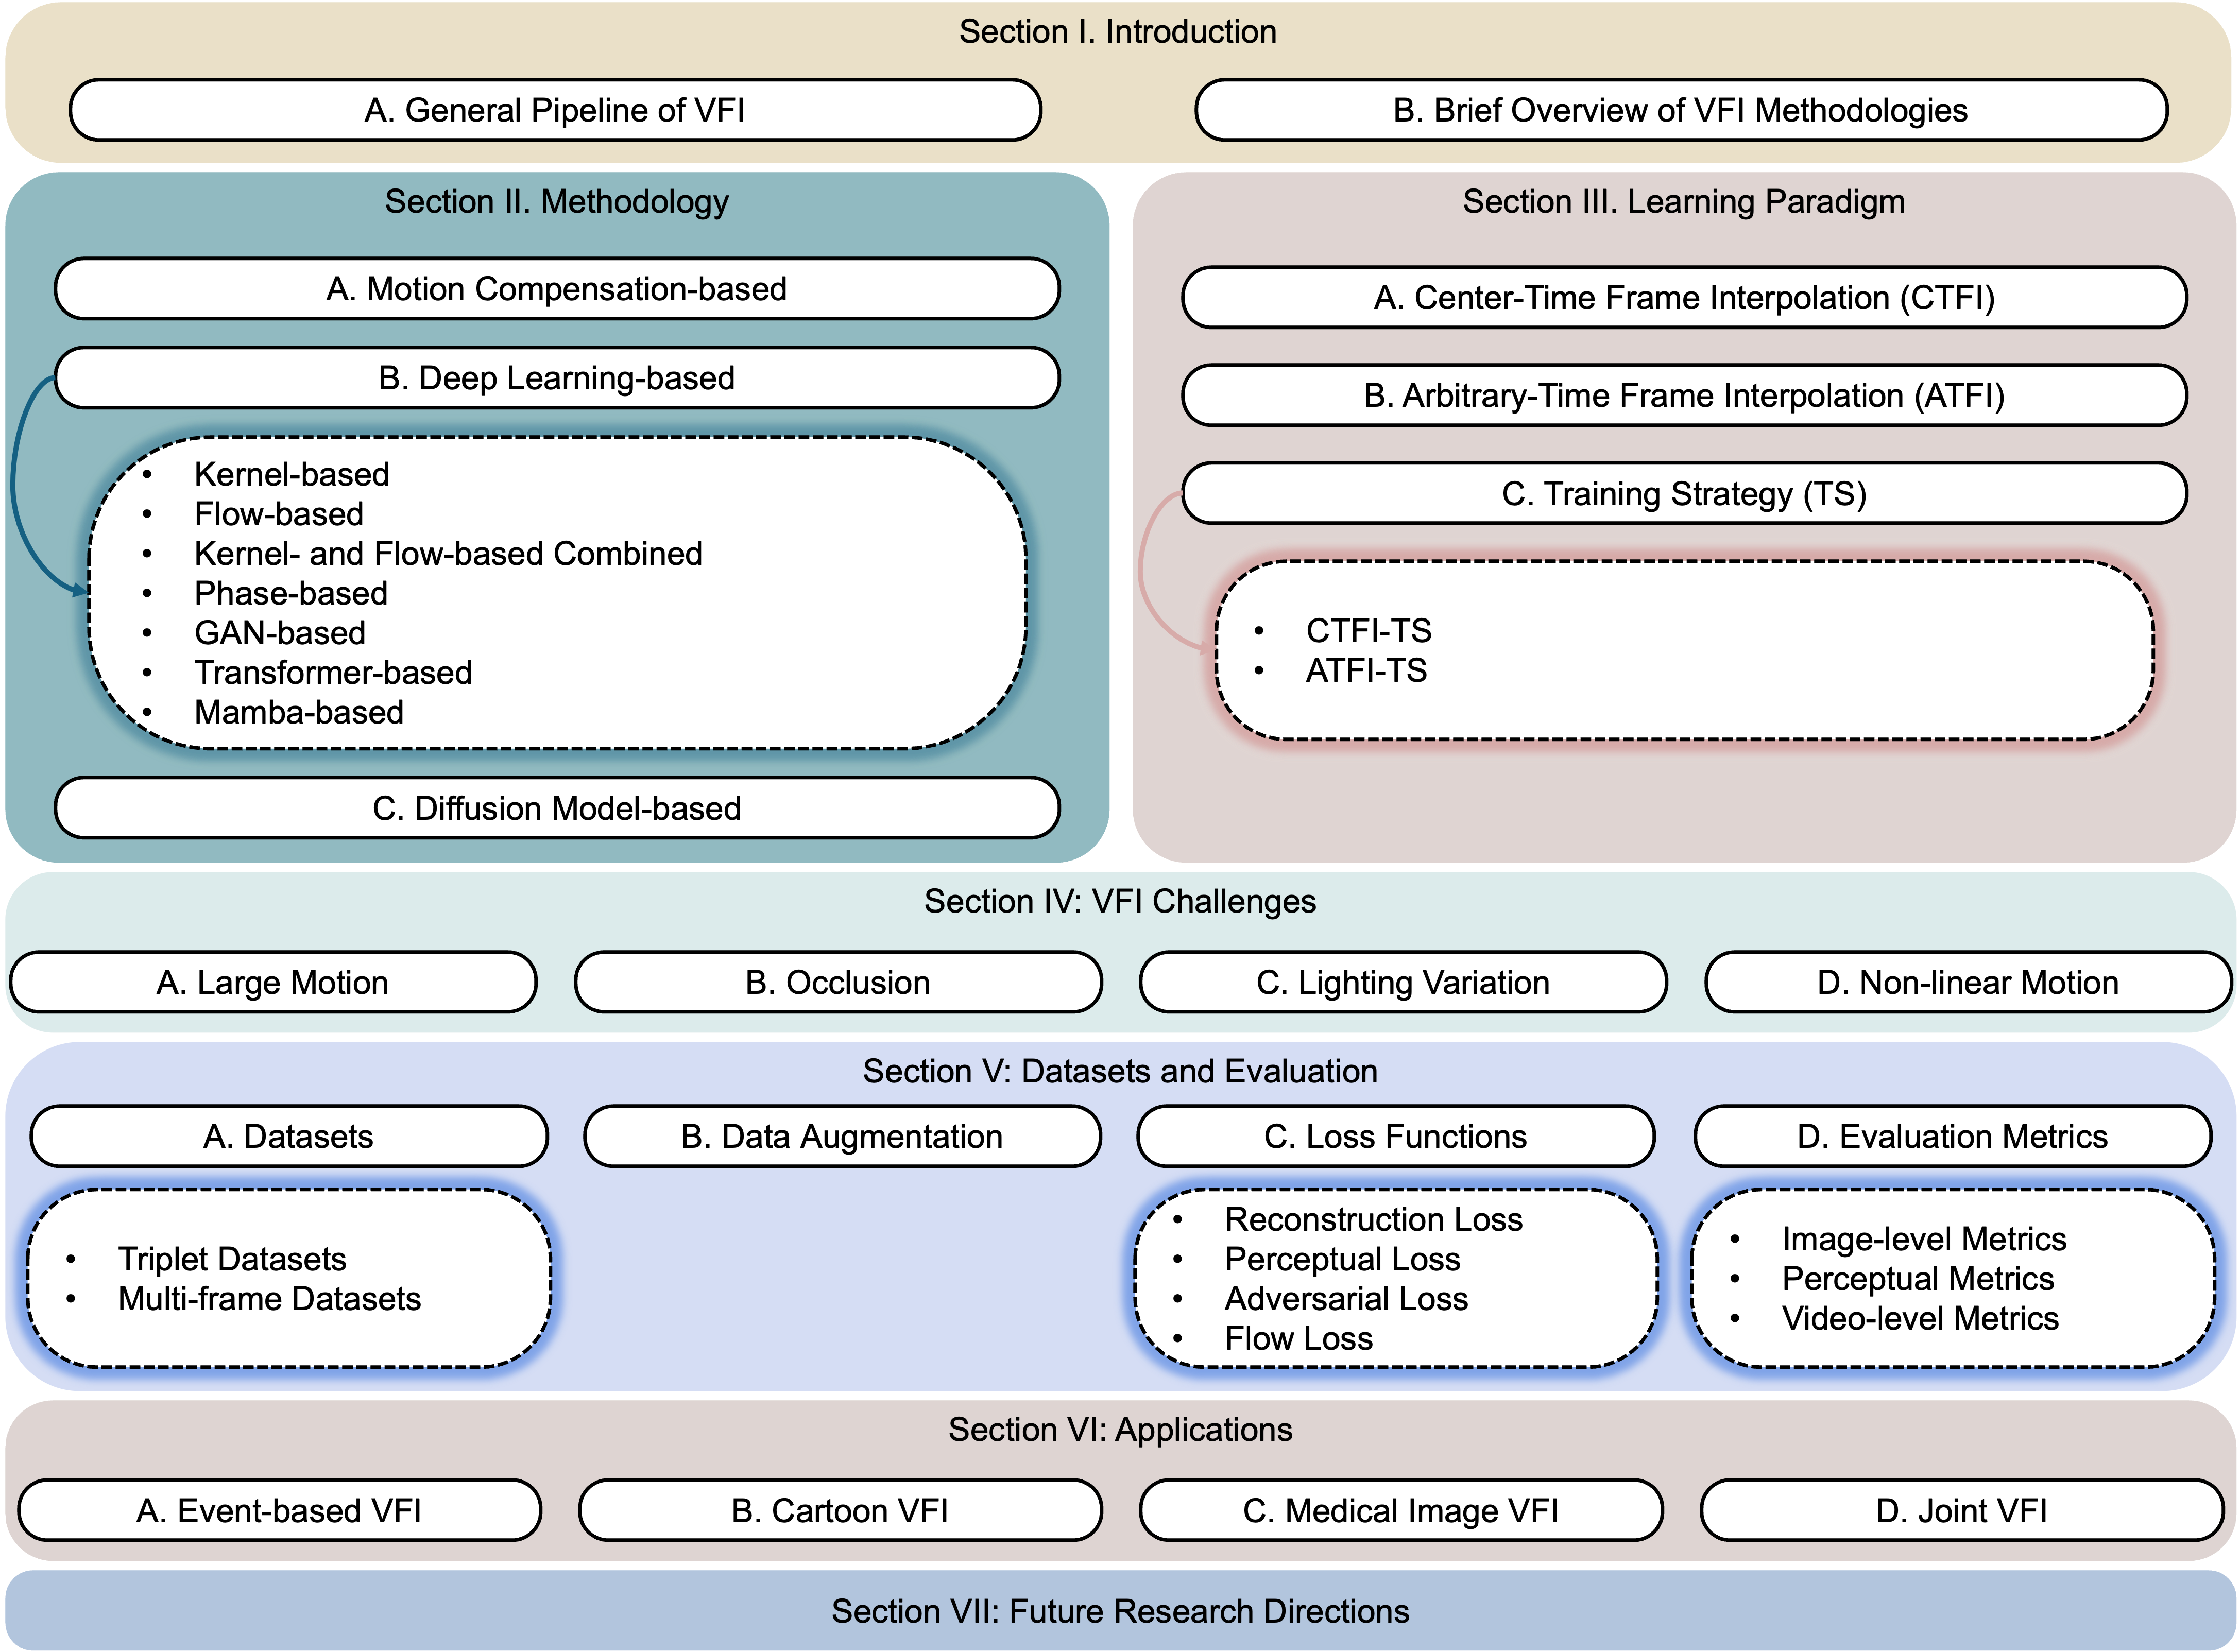 Section I. Introduction
A. General Pipeline of VFI
B. Brief Overview of VFI Methodologies
Section II. Methodology
A. Motion Compensation-based
B. Deep Learning-based
• Kernel-based
• Flow-based
• Kernel- and Flow-based Combined
• Phase-based
• GAN-based
• Transformer-based
• Mamba-based
C. Diffusion Model-based
Section III. Learning Paradigm
A. Center-Time Frame Interpolation (CTFI)
B. Arbitrary-Time Frame Interpolation (ATFI)
C. Training Strategy (TS)
• CTFI-TS
• ATFI-TS
Section IV: VFI Challenges
A. Large Motion
B. Occlusion
C. Lighting Variation
D. Non-linear Motion
Section V: Datasets and Evaluation
A. Datasets
• Triplet Datasets
• Multi-frame Datasets
B. Data Augmentation
C. Loss Functions
• Reconstruction Loss
• Perceptual Loss
• Adversarial Loss
• Flow Loss
D. Evaluation Metrics
• Image-level Metrics
• Perceptual Metrics
• Video-level Metrics
Section VI: Applications
A. Event-based VFI
B. Cartoon VFI
C. Medical Image VFI
D. Joint VFI
Section VII: Future Research Directions